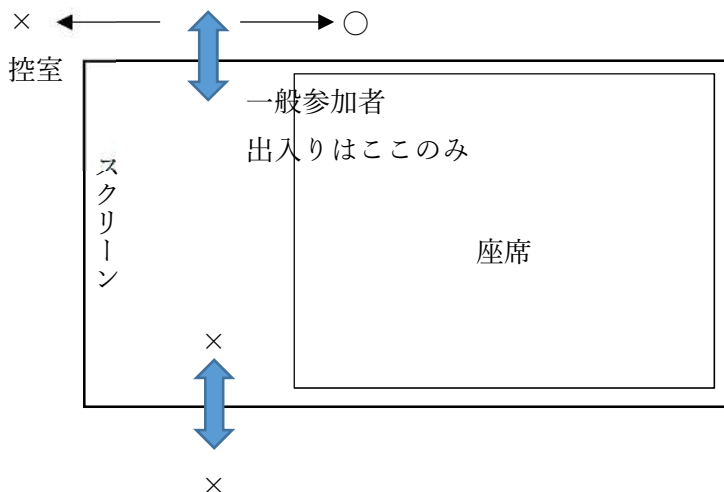 × ○
控室
一般参加者
出入りはここのみ
スクリーン
座席
×
×